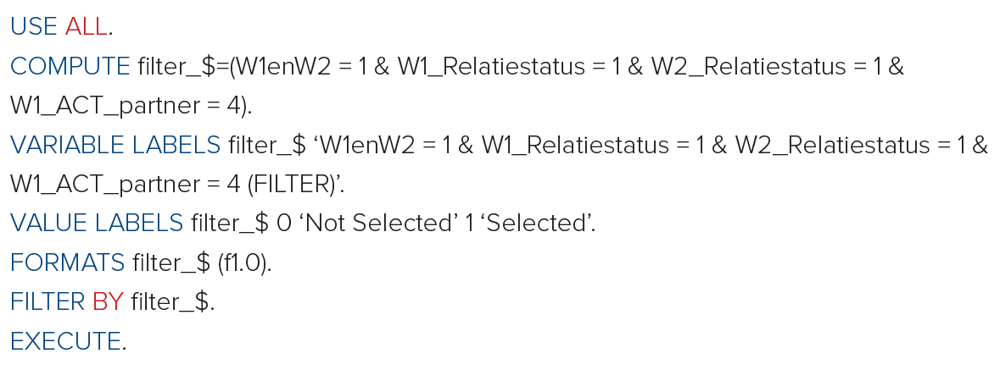 USE ALL.
COMPUTE filter_$=(W1enW2 = 1 & W1_Relatiestatus = 1 & W2_Relatiestatus = 1 &
W1_ACT_partner = 4).
VARIABLE LABELS filter_$ ‘W1enW2 = 1 & W1_Relatiestatus = 1 & W2_Relatiestatus = 1 &
W1_ACT_partner = 4 (FILTER)’.
VALUE LABELS filter_$ 0 ‘Not Selected’ 1 ‘Selected’.
FORMATS filter_$ (f1.0).
FILTER BY filter_$.
EXECUTE.